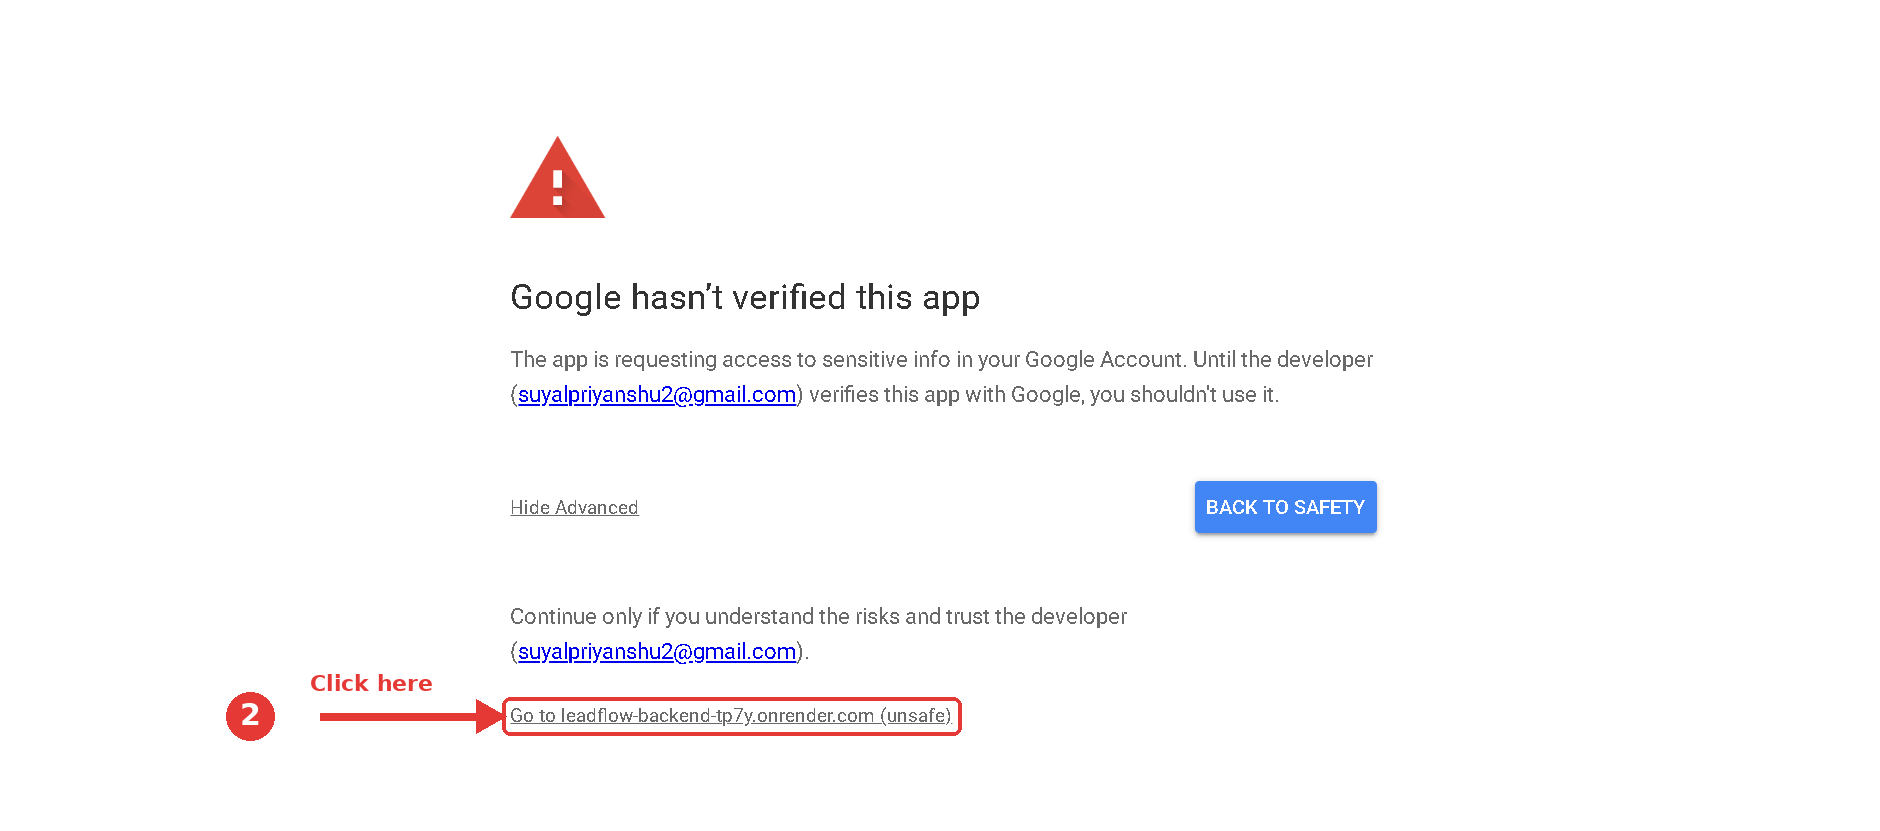 !
Google hasn’t verified this app
The app is requesting access to sensitive info in your Google Account. Until the developer
(suyalpriyanshu2@gmail.com) verifies this app with Google, you shouldn't use it.
Hide Advanced
BACK TO SAFETY
Continue only if you understand the risks and trust the developer
(suyalpriyanshu2@gmail.com).
Click here
2
Go to leadflow-backend-tp7y.onrender.com (unsafe)